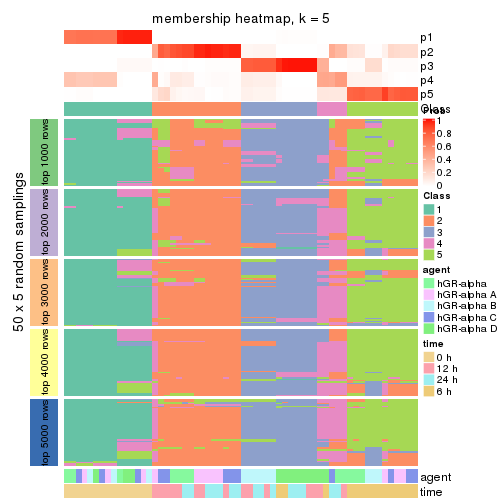 membership heatmap, k = 5
p1
p2
p3
p4
p5
Class
Prob
1
0.8
0.6
0.4
0.2
0
Class
1
2
3
4
5
agent
hGR-alpha
hGR-alpha A
hGR-alpha B
hGR-alpha C
hGR-alpha D
time
0 h
12 h
24 h
6 h
50 x 5 random samplings
top 1000 rows
top 2000 rows
top 3000 rows
top 4000 rows
top 5000 rows
agent
time